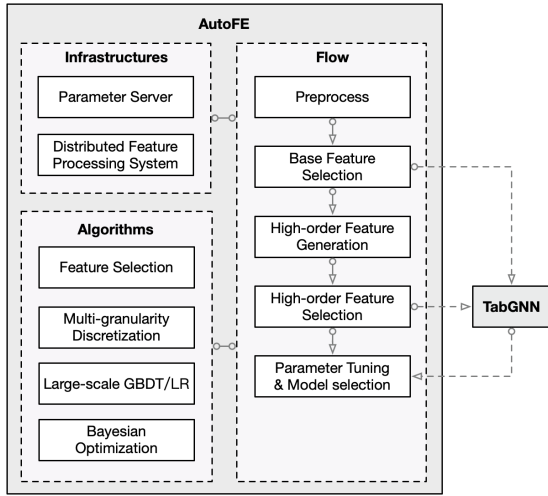 AutoFE
Infrastructures
Parameter Server
Distributed Feature
Processing System
Algorithms
Feature Selection
Multi-granularity
Discretization
Large-scale GBDT/LR
Bayesian
Optimization
Flow
Preprocess
Base Feature
Selection
High-order Feature
Generation
High-order Feature
Selection
Parameter Tuning
& Model selection
TabGNN